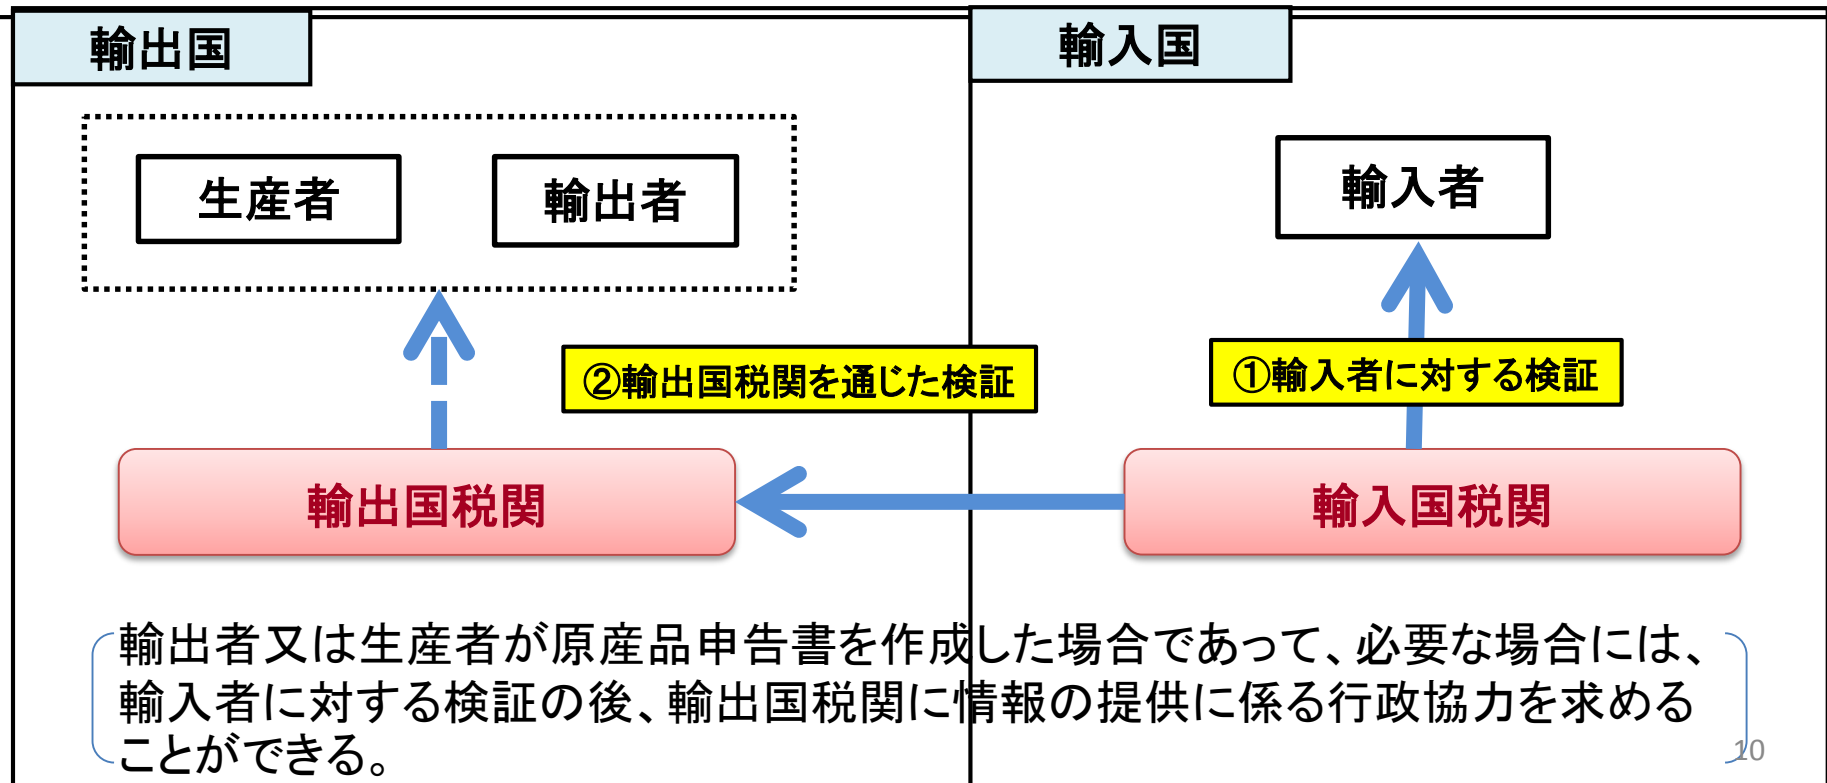 輸出国
輸入国
生産者
輸出者
輸入者
②輸出国税関を通じた検証
①輸入者に対する検証
輸出国税関
輸入国税関
輸出者又は生産者が原産品申告書を作成した場合であって、必要な場合には、
輸入者に対する検証の後、輸出国税関に情報の提供に係る行政協力を求める
ことができる。
10